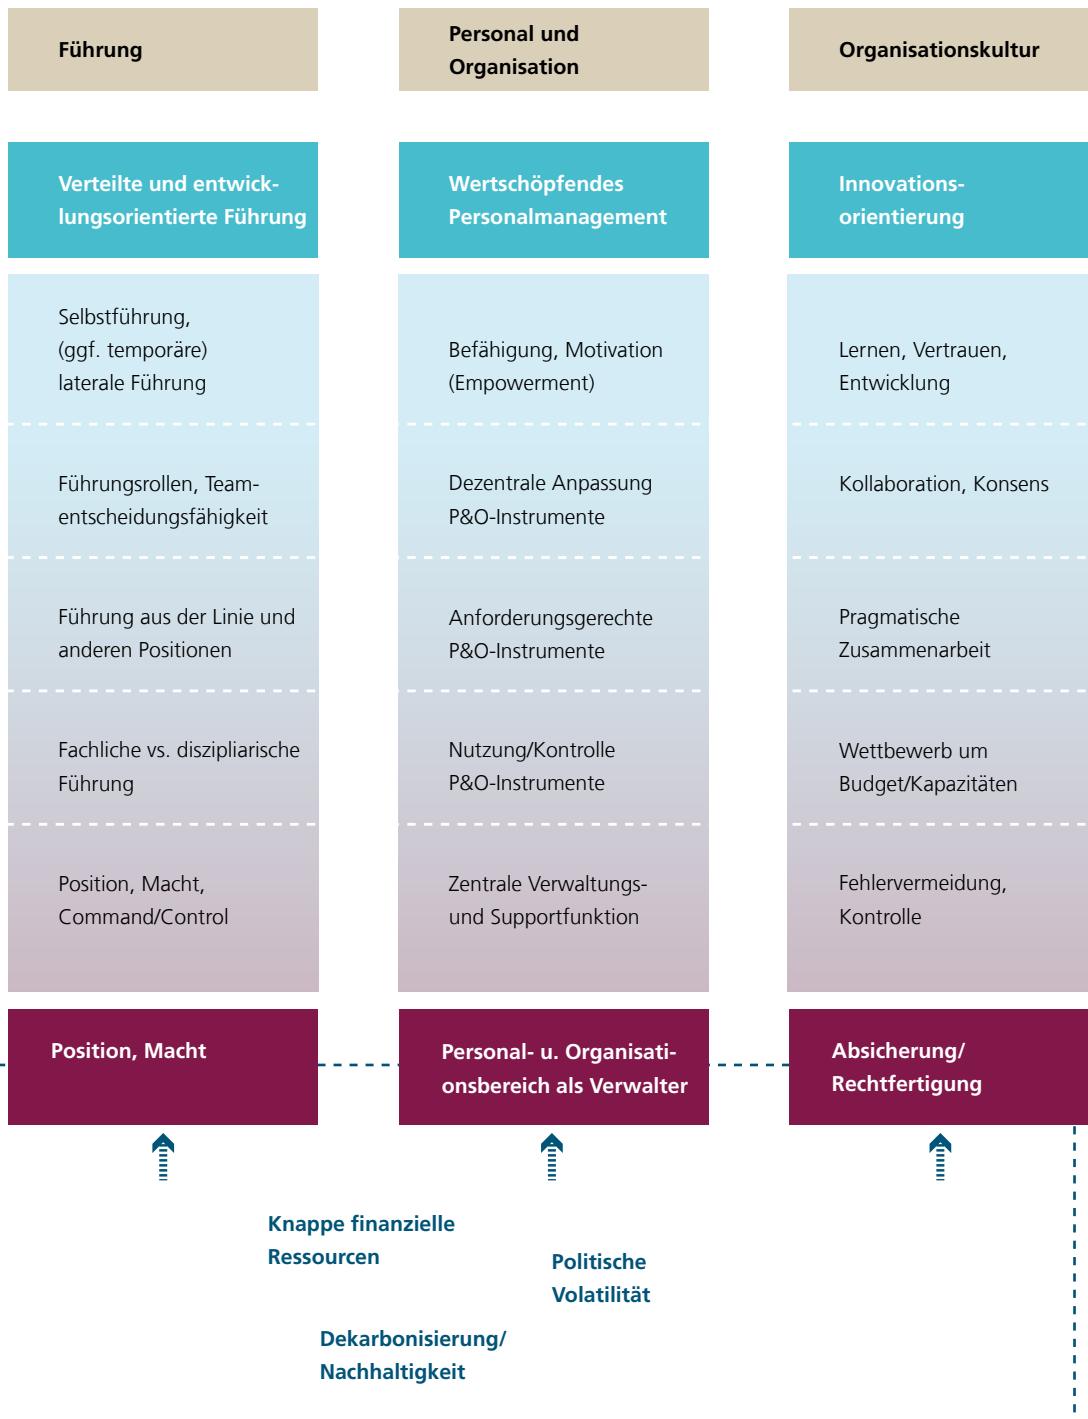 Führung
Personal und
Organisation
Organisationskultur
Verteilte und entwick-
lungsorientierte Führung
Wertschöpfendes
Personalmanagement
Innovations-
orientierung
Selbstführung,
(ggf. temporäre)
laterale Führung
Befähigung, Motivation
(Empowerment)
Lernen, Vertrauen,
Entwicklung
Führungsrollen, Team-
entscheidungsfähigkeit
Dezentrale Anpassung
P&O-Instrumente
Kollaboration, Konsens
Führung aus der Linie und
anderen Positionen
Anforderungsgerechte
P&O-Instrumente
Pragmatische
Zusammenarbeit
Fachliche vs. diszipliarische
Führung
Nutzung/Kontrolle
P&O-Instrumente
Wettbewerb um
Budget/Kapazitäten
Position, Macht,
Command/Control
Zentrale Verwaltungs-
und Supportfunktion
Fehlervermeidung,
Kontrolle
Position, Macht
Personal- u. Organisati-
onsbereich als Verwalter
Absicherung/
Rechtfertigung
Knappe finanzielle
Ressourcen
Politische
Volatilität
Dekarbonisierung/
Nachhaltigkeit